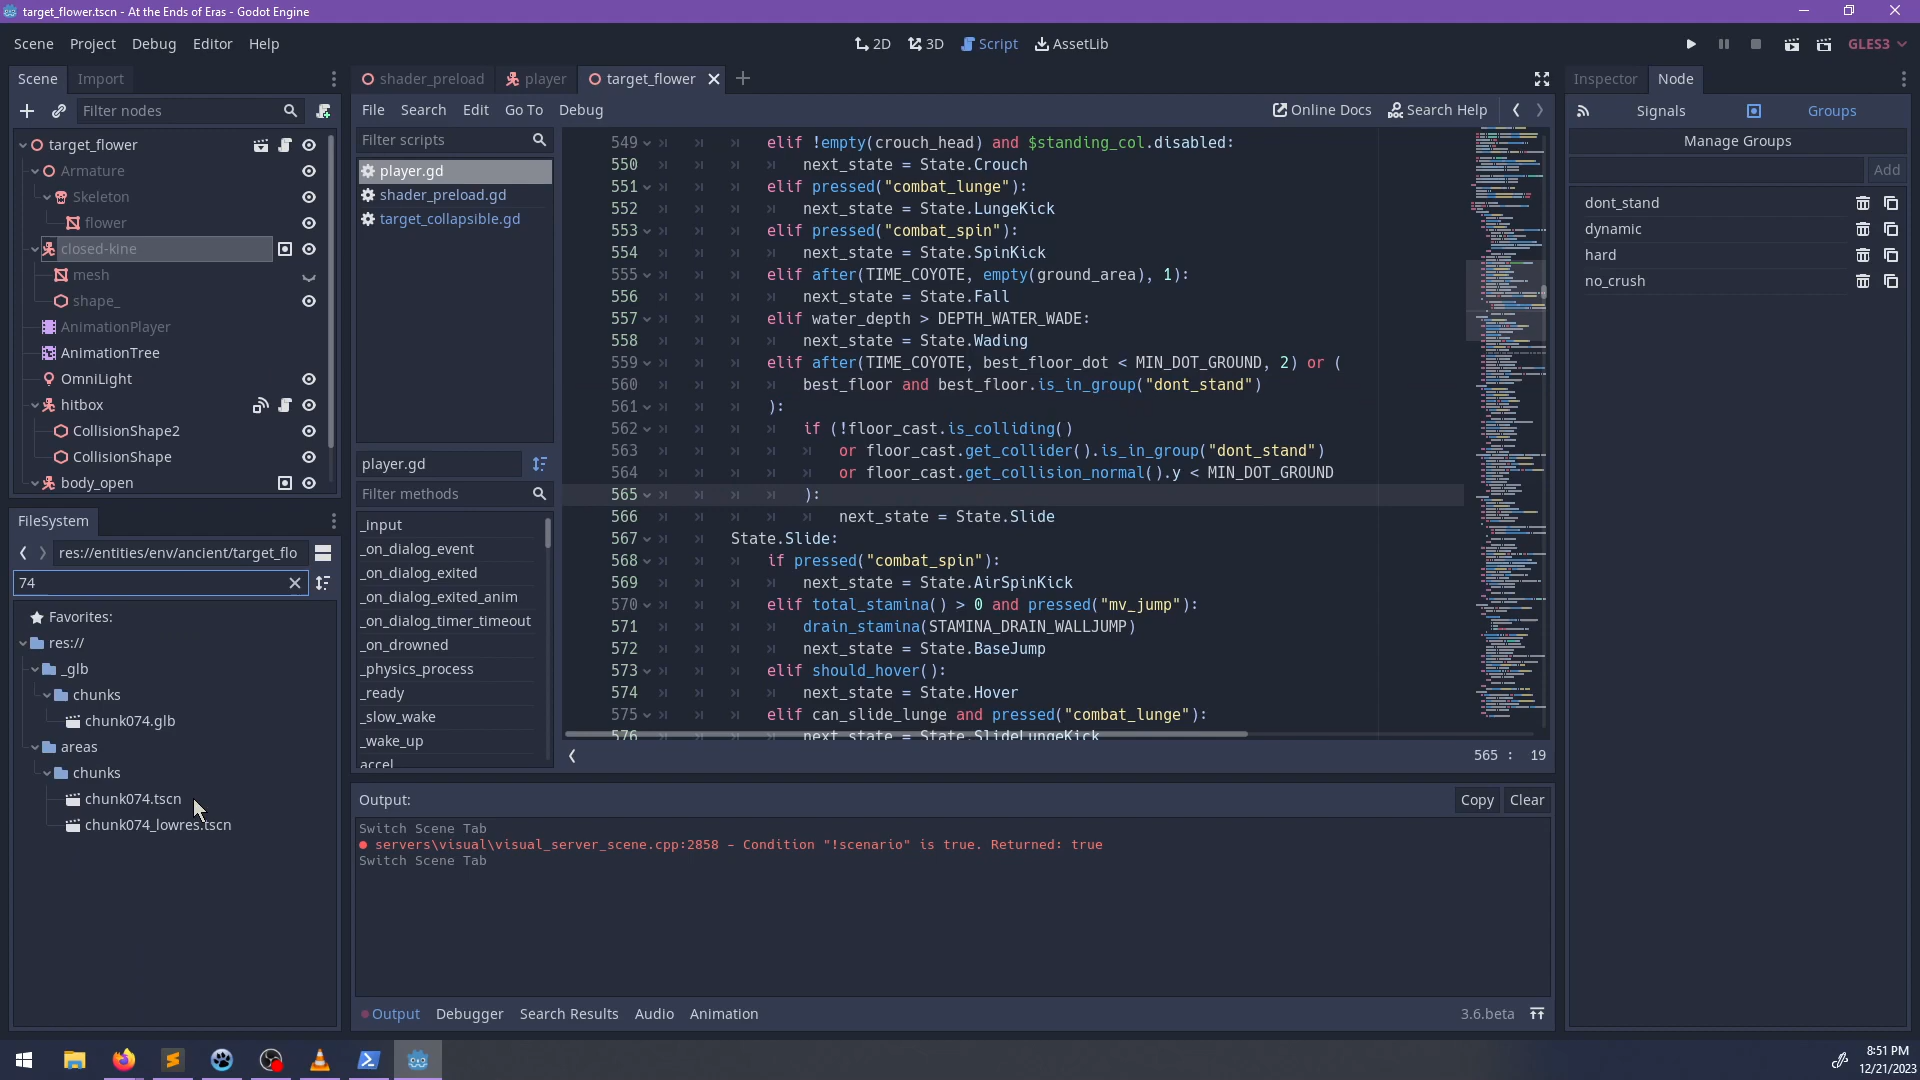 target_flower.tscn - At the Ends of Eras - Godot Engine
Scene Project Debug Editor Help
2D 3D Script AssetLib
GLES3
Scene Import
Filter nodes
target_flower
Armature
Skeleton
flower
closed-kine
mesh
shape_
AnimationPlayer
AnimationTree
OmniLight
hitbox
CollisionShape2
CollisionShape
body_open
FileSystem
res://entities/env/ancient/target_flo
74
Favorites:
res://
_glb
chunks
chunk074.glb
areas
chunks
chunk074.tscn
chunk074_lowres.tscn
shader_preload player target_flower
File Search Edit Go To Debug
Online Docs Search Help
Filter scripts
player.gd
shader_preload.gd
target_collapsible.gd
player.gd
Filter methods
_input
_on_dialog_event
_on_dialog_exited
_on_dialog_exited_anim
_on_dialog_timer_timeout
_on_drowned
_physics_process
_ready
_slow_wake
_wake_up
accel
549 elif !empty(crouch_head) and $standing_col.disabled:
550 next_state = State.Crouch
551 elif pressed("combat_lunge"):
552 next_state = State.LungeKick
553 elif pressed("combat_spin"):
554 next_state = State.SpinKick
555 elif after(TIME_COYOTE, empty(ground_area), 1):
556 next_state = State.Fall
557 elif water_depth > DEPTH_WATER_WADE:
558 next_state = State.Wading
559 elif after(TIME_COYOTE, best_floor_dot < MIN_DOT_GROUND, 2) or (
560 best_floor and best_floor.is_in_group("dont_stand")
561 ):
562 if (!floor_cast.is_colliding()
563 or floor_cast.get_collider().is_in_group("dont_stand")
564 or floor_cast.get_collision_normal().y < MIN_DOT_GROUND
565 ):
566 next_state = State.Slide
567 State.Slide:
568 if pressed("combat_spin"):
569 next_state = State.AirSpinKick
570 elif total_stamina() > 0 and pressed("mv_jump"):
571 drain_stamina(STAMINA_DRAIN_WALLJUMP)
572 next_state = State.BaseJump
573 elif should_hover():
574 next_state = State.Hover
575 elif can_slide_lunge and pressed("combat_lunge"):
576 next_state = State.SlideLungeKick
565 : 19
Output:
Copy Clear
Switch Scene Tab
servers\visual\visual_server_scene.cpp:2858 - Condition "!scenario" is true. Returned: true
Switch Scene Tab
Output Debugger Search Results Audio Animation
3.6.beta
Inspector Node
Signals Groups
Manage Groups
Add
dont_stand
dynamic
hard
no_crush
8:51 PM
12/21/2023